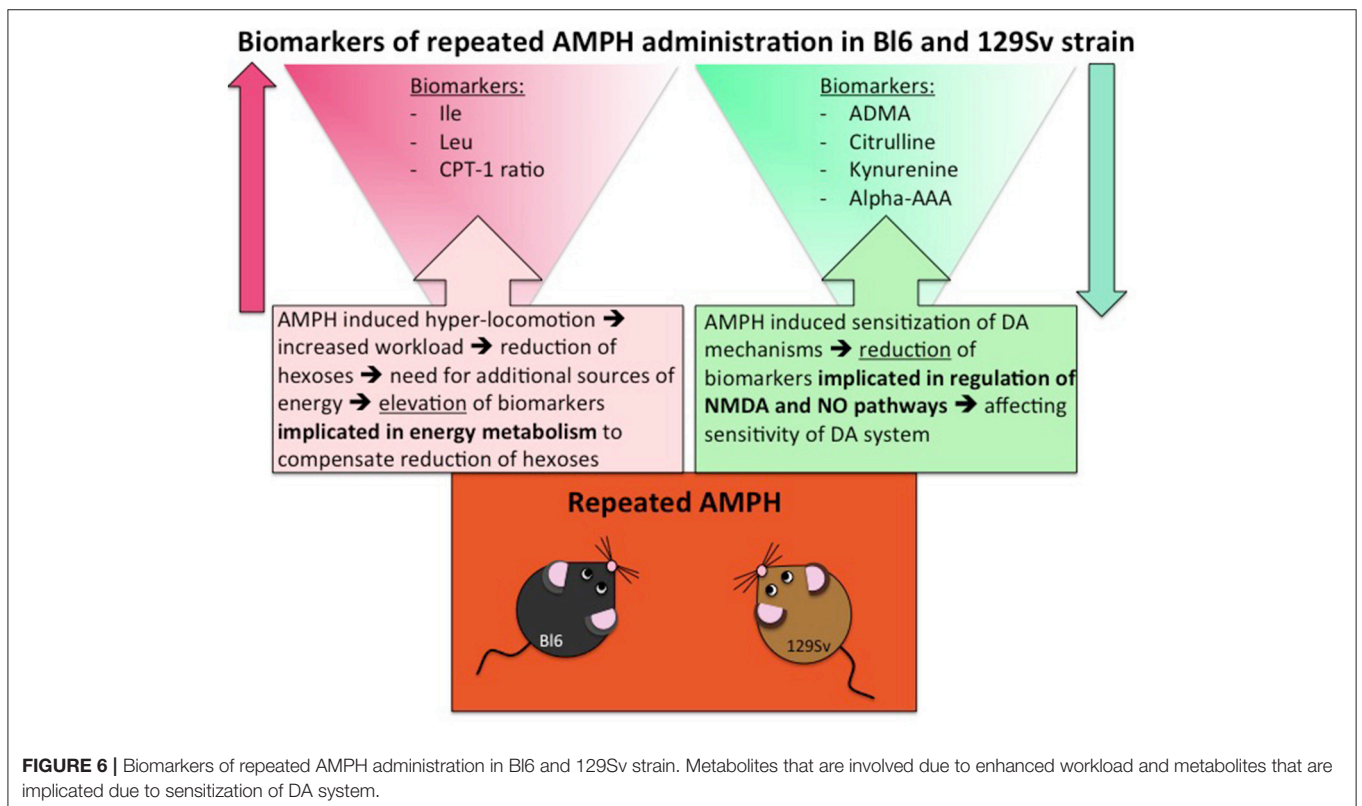 Biomarkers of repeated AMPH administration in Bl6 and 129Sv strain
Biomarkers:
- Ile
- Leu
- CPT-1 ratio
Biomarkers:
- ADMA
- Citrulline
- Kynurenine
- Alpha-AAA
AMPH induced hyper-locomotion ➔
increased workload ➔ reduction of
hexoses ➔ need for additional sources of
energy ➔ elevation of biomarkers
implicated in energy metabolism to
compensate reduction of hexoses
AMPH induced sensitization of DA
mechanisms ➔ reduction of
biomarkers implicated in regulation of
NMDA and NO pathways ➔ affecting
sensitivity of DA system
Repeated AMPH
Bl6
129Sv
FIGURE 6 | Biomarkers of repeated AMPH administration in Bl6 and 129Sv strain. Metabolites that are involved due to enhanced workload and metabolites that are
implicated due to sensitization of DA system.